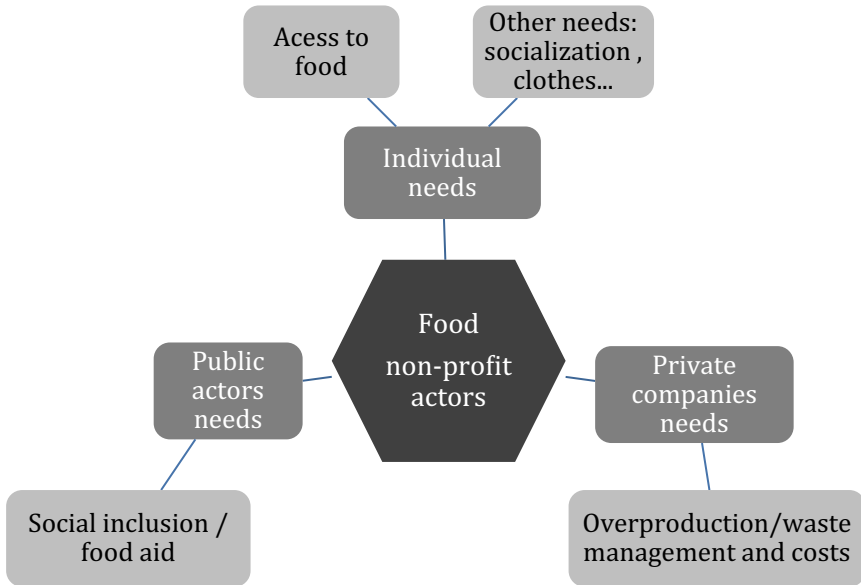 Acess to
food
Other needs:
socialization ,
clothes...
Individual
needs
Food
non-profit
actors
Public
actors
needs
Private
companies
needs
Social inclusion /
food aid
Overproduction/waste
management and costs